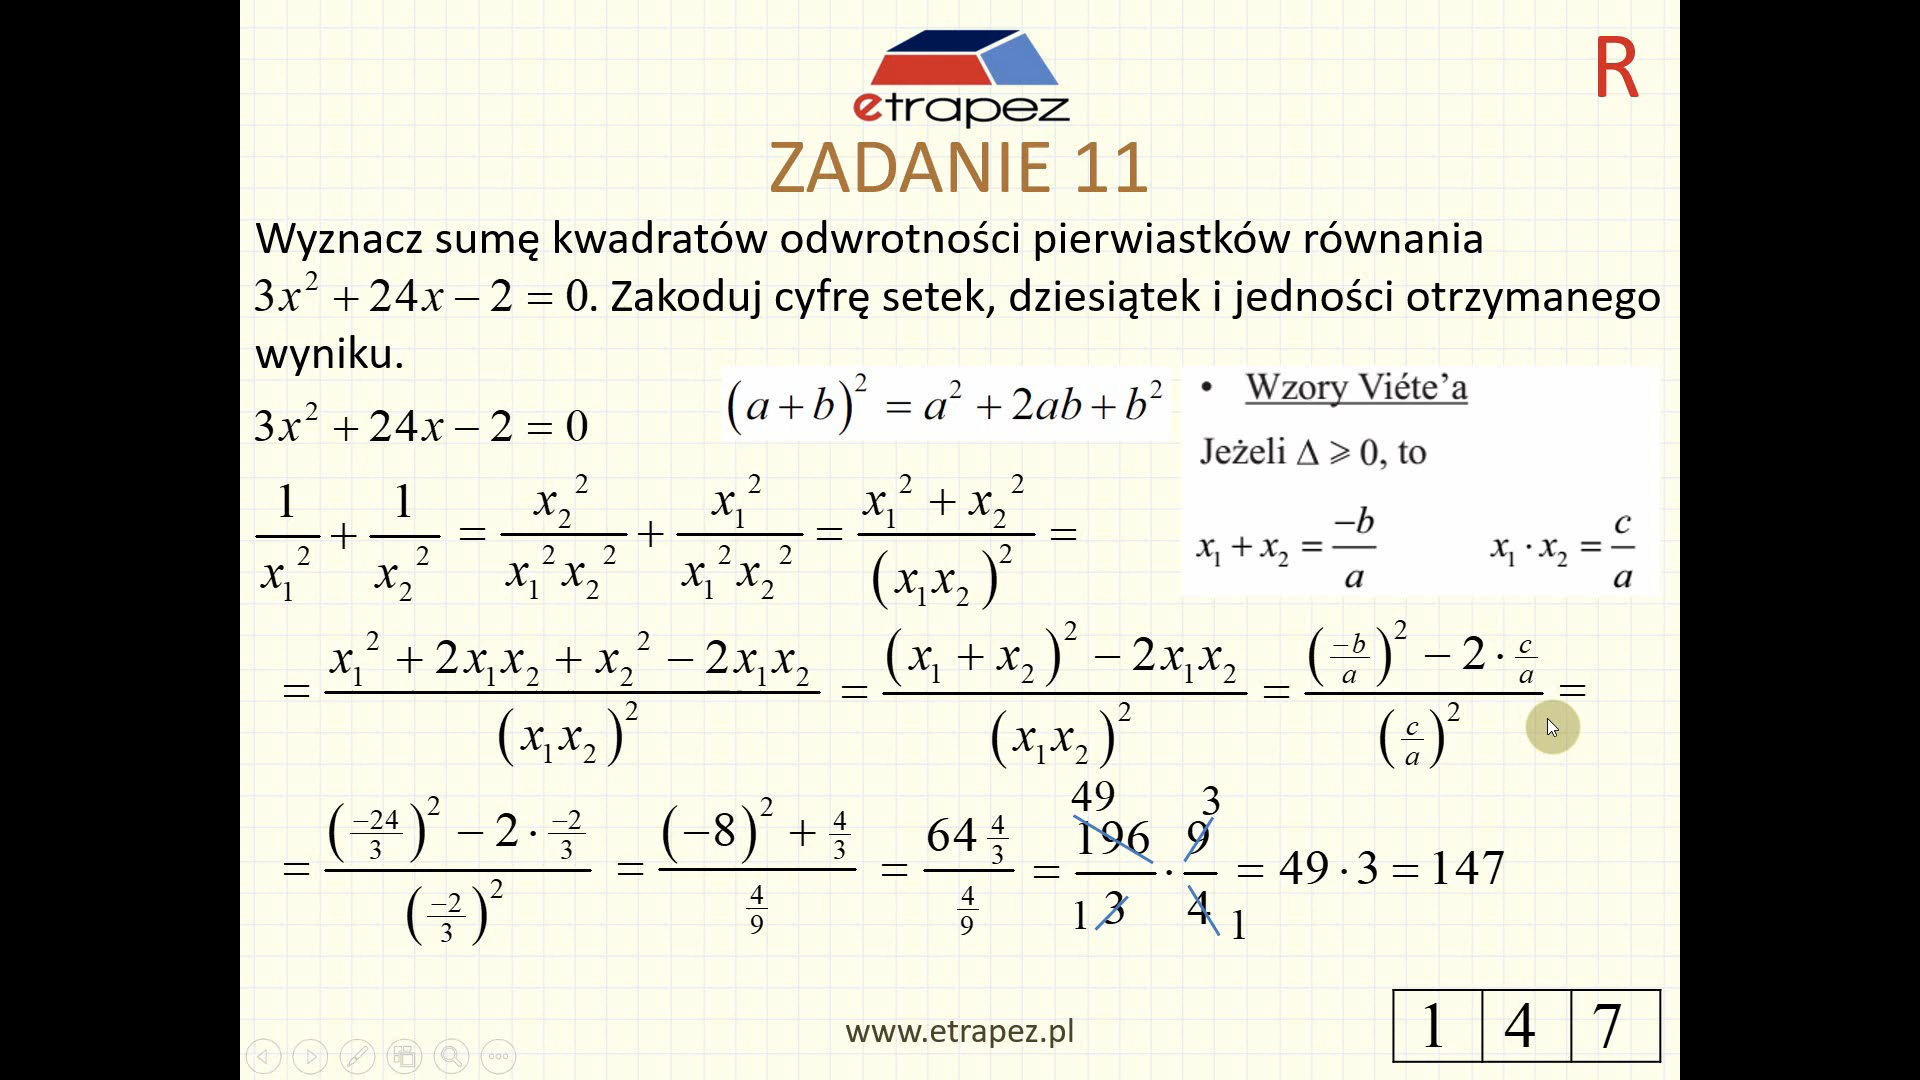 R
etrapez
ZADANIE 11
Wyznacz sumę kwadratów odwrotności pierwiastków równania
3x² + 24x − 2 = 0. Zakoduj cyfrę setek, dziesiątek i jedności otrzymanego
wyniku.
3x² + 24x − 2 = 0
(a + b)² = a² + 2ab + b²
• Wzory Viéte’a
Jeżeli Δ ⩾ 0, to
x₁ + x₂ = −b/a    x₁ · x₂ = c/a
1/x₁² + 1/x₂² = x₂²/(x₁²x₂²) + x₁²/(x₁²x₂²) = (x₁² + x₂²)/(x₁x₂)² =
= (x₁² + 2x₁x₂ + x₂² − 2x₁x₂)/(x₁x₂)² = ((x₁ + x₂)² − 2x₁x₂)/(x₁x₂)² = ((−b/a)² − 2 · c/a)/(c/a)² =
= ((−24/3)² − 2 · −2/3)/(−2/3)² = ((−8)² + 4/3)/(4/9) = (64 4/3)/(4/9) = 49 196/3 1 · 3 9/4 1 = 49 · 3 = 147
www.etrapez.pl
1 4 7